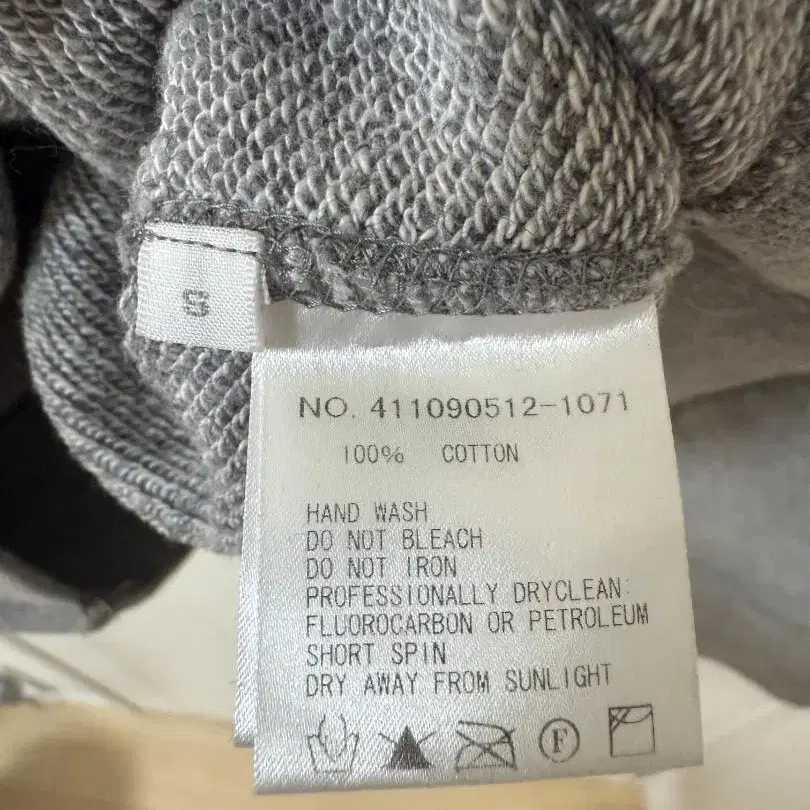 S
NO. 411090512-1071
100% COTTON
HAND WASH
DO NOT BLEACH
DO NOT IRON
PROFESSIONALLY DRYCLEAN:
FLUOROCARBON OR PETROLEUM
SHORT SPIN
DRY AWAY FROM SUNLIGHT
F